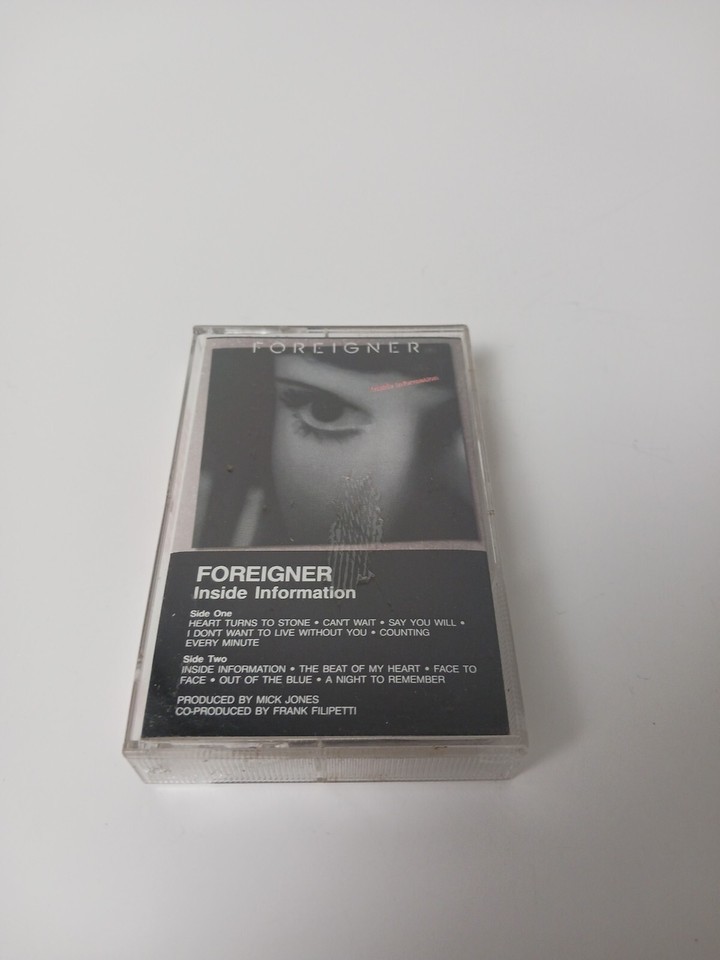 FOREIGNER
Inside Information
FOREIGNER
Inside Information
Side One
HEART TURNS TO STONE • CAN'T WAIT • SAY YOU WILL •
I DON'T WANT TO LIVE WITHOUT YOU • COUNTING
EVERY MINUTE
Side Two
INSIDE INFORMATION • THE BEAT OF MY HEART • FACE TO
FACE • OUT OF THE BLUE • A NIGHT TO REMEMBER
PRODUCED BY MICK JONES
CO-PRODUCED BY FRANK FILIPETTI